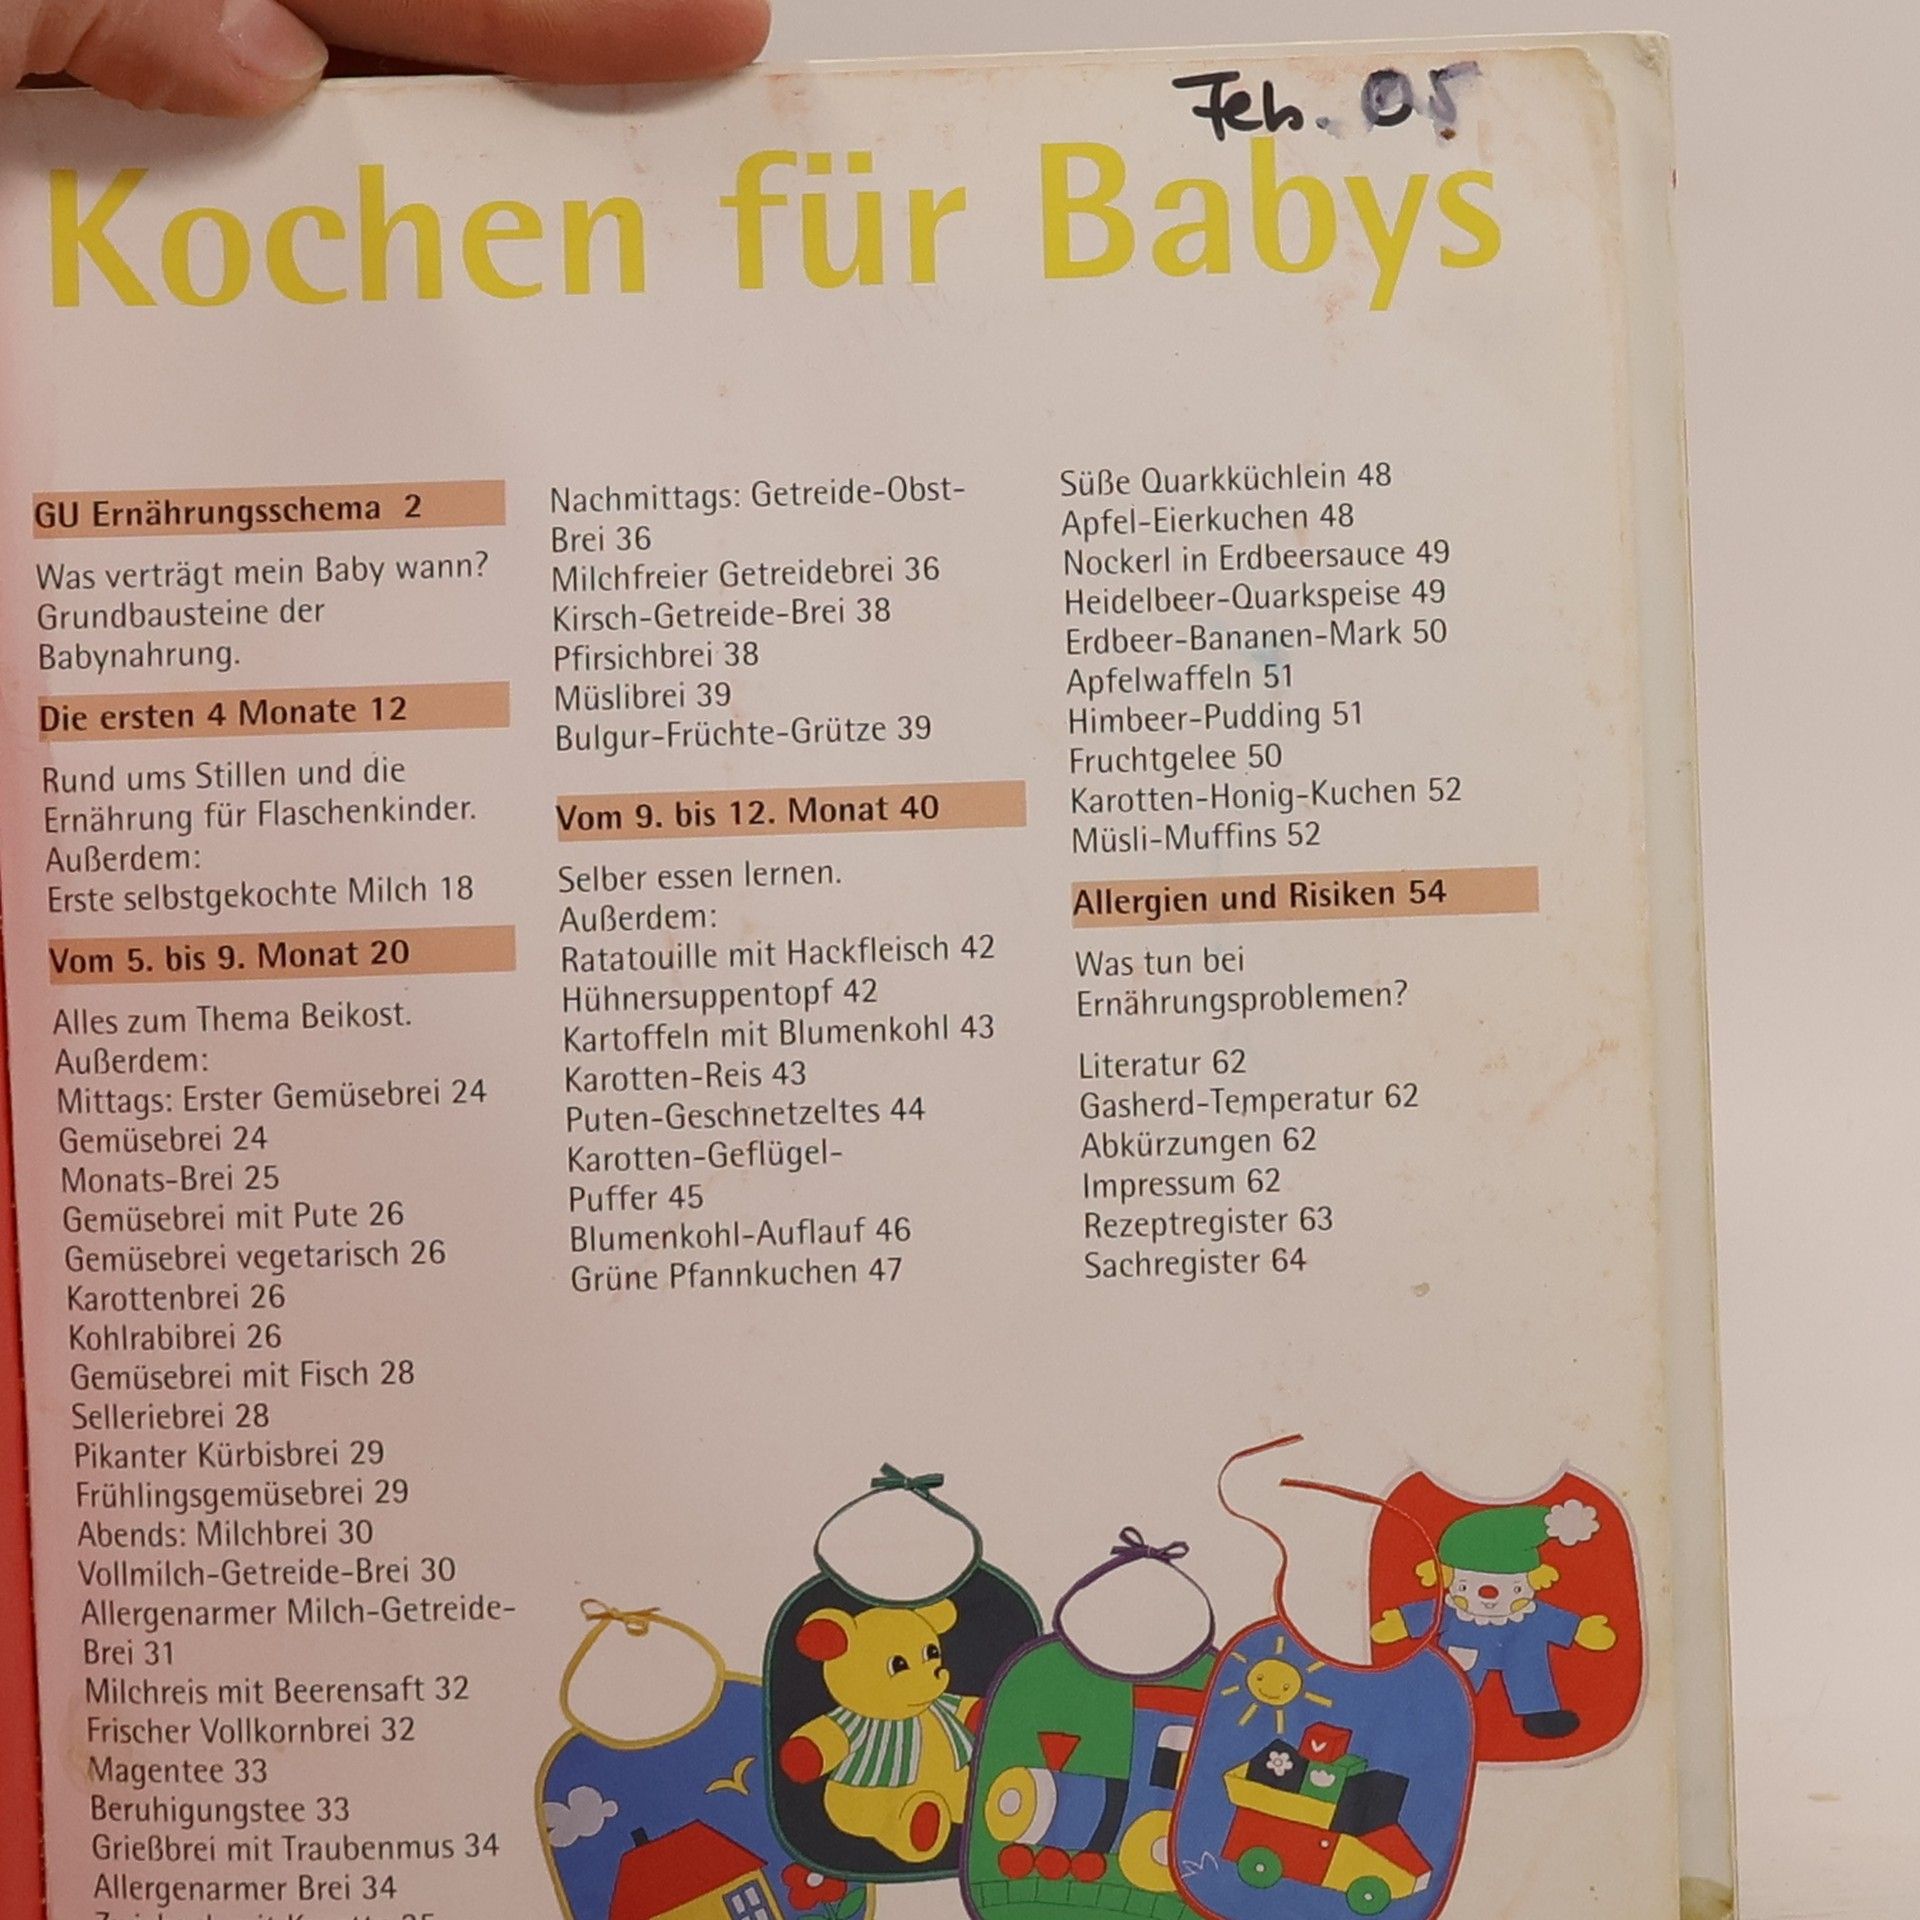 Feb. 05
Kochen für Babys
GU Ernährungsschema 2
Was verträgt mein Baby wann?
Grundbausteine der
Babynahrung.
Die ersten 4 Monate 12
Rund ums Stillen und die
Ernährung für Flaschenkinder.
Außerdem:
Erste selbstgekochte Milch 18
Vom 5. bis 9. Monat 20
Alles zum Thema Beikost.
Außerdem:
Mittags: Erster Gemüsebrei 24
Gemüsebrei 24
Monats-Brei 25
Gemüsebrei mit Pute 26
Gemüsebrei vegetarisch 26
Karottenbrei 26
Kohlrabibrei 26
Gemüsebrei mit Fisch 28
Selleriebrei 28
Pikanter Kürbisbrei 29
Frühlingsgemüsebrei 29
Abends: Milchbrei 30
Vollmilch-Getreide-Brei 30
Allergenarmer Milch-Getreide-
Brei 31
Milchreis mit Beerensaft 32
Frischer Vollkornbrei 32
Magentee 33
Beruhigungstee 33
Grießbrei mit Traubenmus 34
Allergenarmer Brei 34
Nachmittags: Getreide-Obst-
Brei 36
Milchfreier Getreidebrei 36
Kirsch-Getreide-Brei 38
Pfirsichbrei 38
Müslibrei 39
Bulgur-Früchte-Grütze 39
Vom 9. bis 12. Monat 40
Selber essen lernen.
Außerdem:
Ratatouille mit Hackfleisch 42
Hühnersuppentopf 42
Kartoffeln mit Blumenkohl 43
Karotten-Reis 43
Puten-Geschnetzeltes 44
Karotten-Geflügel-
Puffer 45
Blumenkohl-Auflauf 46
Grüne Pfannkuchen 47
Süße Quarkküchlein 48
Apfel-Eierkuchen 48
Nockerl in Erdbeersauce 49
Heidelbeer-Quarkspeise 49
Erdbeer-Bananen-Mark 50
Apfelwaffeln 51
Himbeer-Pudding 51
Fruchtgelee 50
Karotten-Honig-Kuchen 52
Müsli-Muffins 52
Allergien und Risiken 54
Was tun bei
Ernährungsproblemen?
Literatur 62
Gasherd-Temperatur 62
Abkürzungen 62
Impressum 62
Rezeptregister 63
Sachregister 64